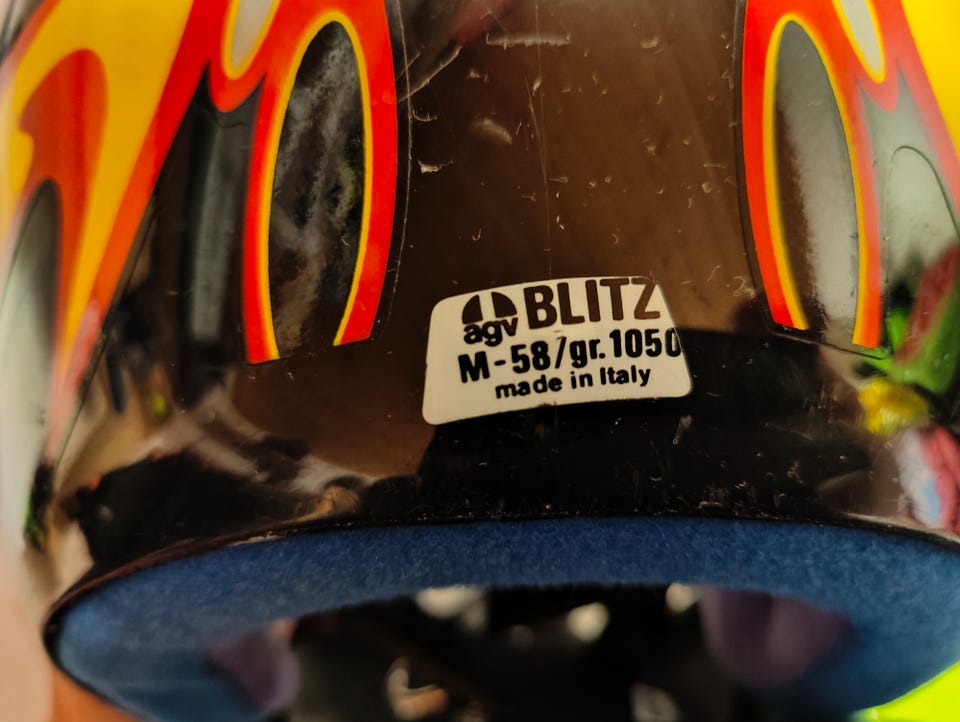 agv BLITZ
M-58/gr.1050
made in Italy